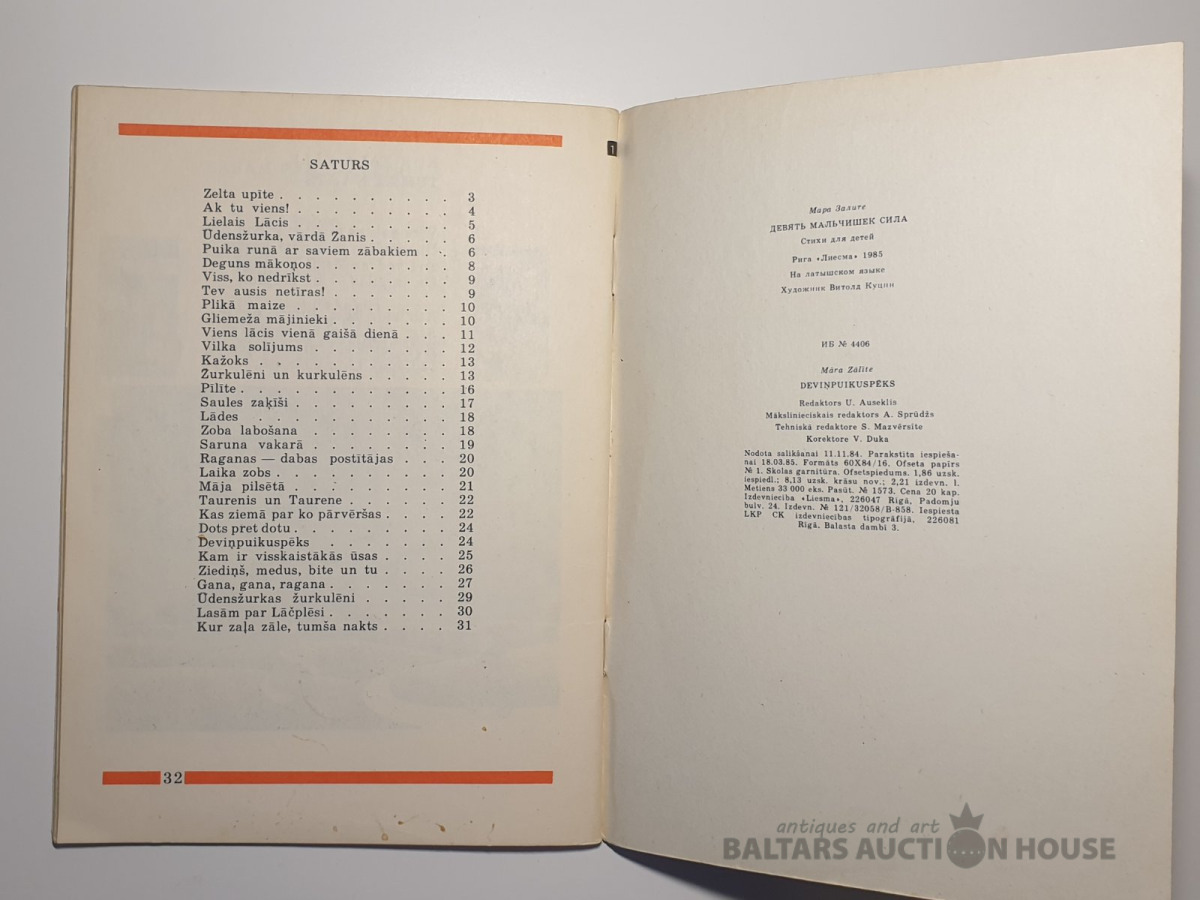 SATURS
Zelta upīte . . . . . . . . . 3
Ak tu viens! . . . . . . . . . 4
Lielais Lācis . . . . . . . . . 5
Ūdensžurka, vārdā Žanis . . . . . 6
Puika runā ar saviem zābakiem . . . 6
Deguns mākoņos . . . . . . . . 8
Viss, ko nedrīkst . . . . . . . . 9
Tev ausis netīras! . . . . . . . 9
Plikā maize . . . . . . . . . 10
Gliemeža mājinieki . . . . . . . 10
Viens lācis vienā gaišā dienā . . . 11
Vilka solījums . . . . . . . . 12
Kažoks . . . . . . . . . . 13
Žurkulēni un kurkulēns . . . . . 13
Pīlīte . . . . . . . . . . . 16
Saules zaķīši . . . . . . . . . 17
Lādes . . . . . . . . . . 18
Zoba labošana . . . . . . . . 18
Saruna vakarā . . . . . . . . 19
Raganas — dabas postītājas . . . 20
Laika zobs . . . . . . . . . 20
Māja pilsētā . . . . . . . . . 21
Taurenis un Taurene . . . . . . 22
Kas ziemā par ko pārvēršas . . . . 22
Dots pret dotu . . . . . . . . . 24
Deviņpuikuspēks . . . . . . . 24
Kam ir visskaistākās ūsas . . . . 25
Ziediņš, medus, bite un tu . . . . 26
Gana, gana, ragana . . . . . . . 27
Ūdensžurkas žurkulēni . . . . . 29
Lasām par Lāčplēsi . . . . . . . 30
Kur zaļa zāle, tumša nakts . . . . 31
32
1
Мара Залите
ДЕВЯТЬ МАЛЬЧИШЕК СИЛА
Стихи для детей
Рига «Лиесма» 1985
На латышском языке
Художник Витолд Куцин
ИБ № 4406
Māra Zālīte
DEVIŅPUIKUSPĒKS
Redaktors U. Auseklis
Mākslinieciskais redaktors A. Sprūdžs
Tehniskā redaktore S. Mazvērsīte
Korektore V. Duka
Nodota salikšanai 11.11.84. Parakstīta iespieša-
nai 18.03.85. Formāts 60X84/16. Ofseta papīrs
№ 1. Skolas garnitūra. Ofsetspiedums. 1,86 uzsk.
iespiedl.; 8,13 uzsk. krāsu nov.; 2,21 izdevn. l.
Metiens 33 000 eks. Pasūt. № 1573. Cena 20 kap.
Izdevniecība «Liesma», 226047 Rīgā, Padomju
bulv. 24. Izdevn. № 121/32058/B-858. Iespiesta
LKP CK izdevniecības tipogrāfijā, 226081
Rīgā, Balasta dambī 3.
antiques and art
BALTARS AUCTION HOUSE